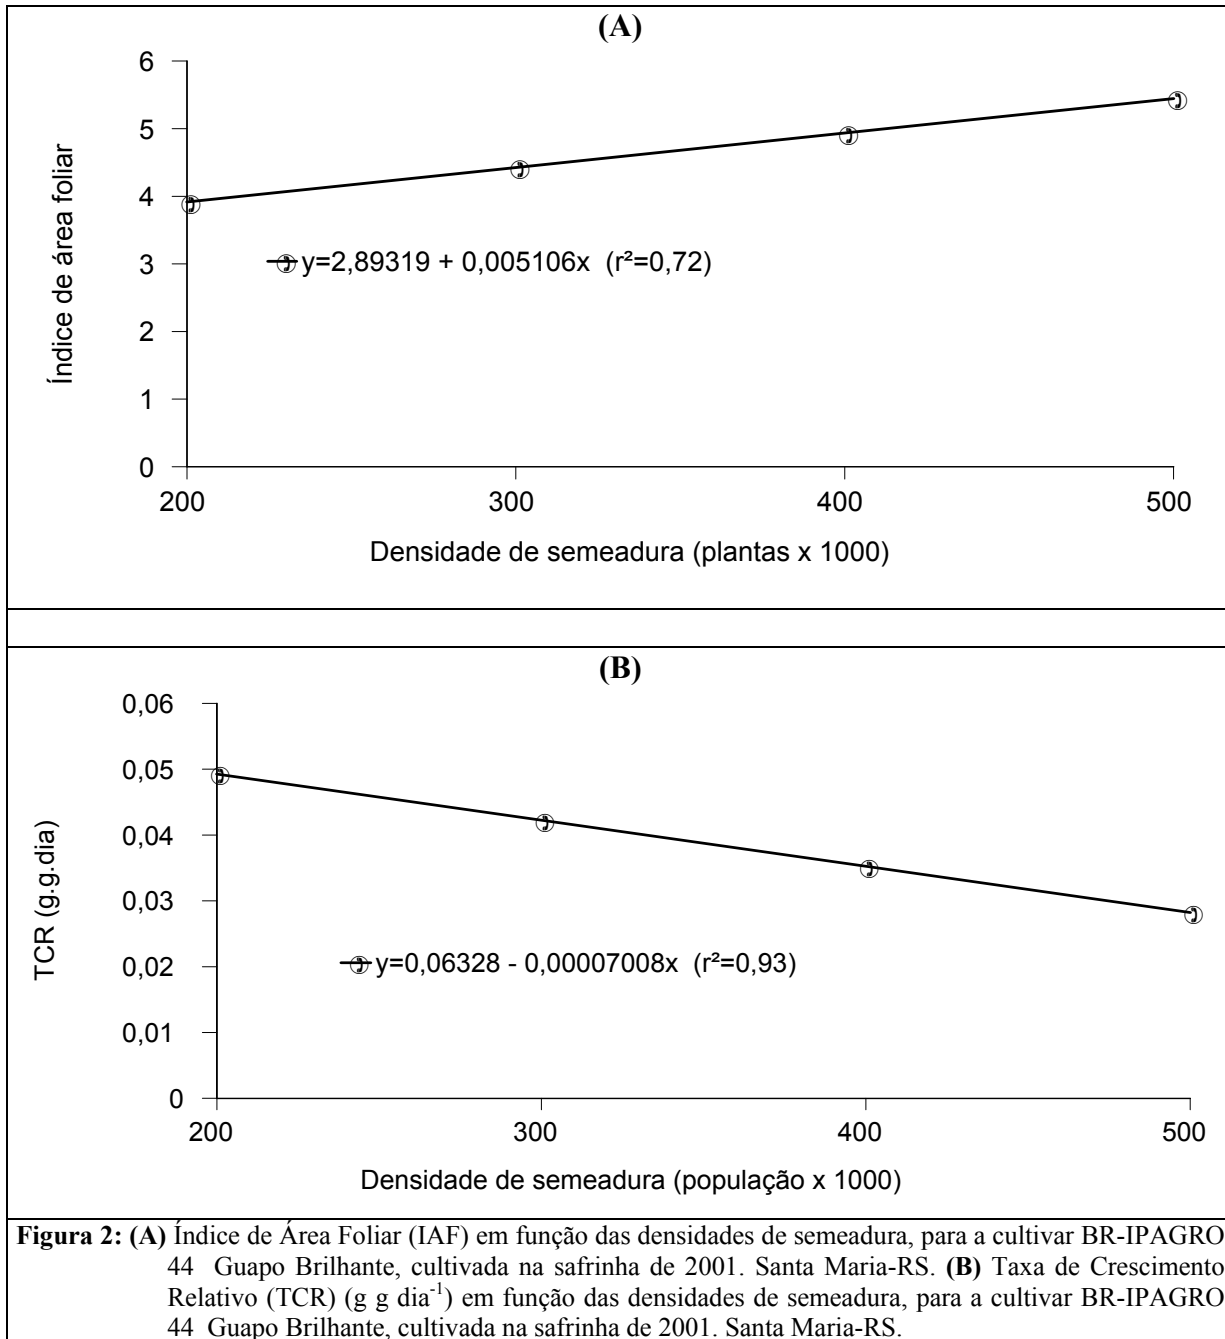 (A)
6
5
4
3
2
1
0
Índice de área foliar
y=2,89319 + 0,005106x (r²=0,72)
200 300 400 500
Densidade de semeadura (plantas x 1000)
(B)
0,06
0,05
0,04
0,03
0,02
0,01
0
TCR (g.g.dia)
y=0,06328 - 0,00007008x (r²=0,93)
200 300 400 500
Densidade de semeadura (população x 1000)
Figura 2: (A) Índice de Área Foliar (IAF) em função das densidades de semeadura, para a cultivar BR-IPAGRO
44 Guapo Brilhante, cultivada na safrinha de 2001. Santa Maria-RS. (B) Taxa de Crescimento
Relativo (TCR) (g g dia⁻¹) em função das densidades de semeadura, para a cultivar BR-IPAGRO
44 Guapo Brilhante, cultivada na safrinha de 2001. Santa Maria-RS.